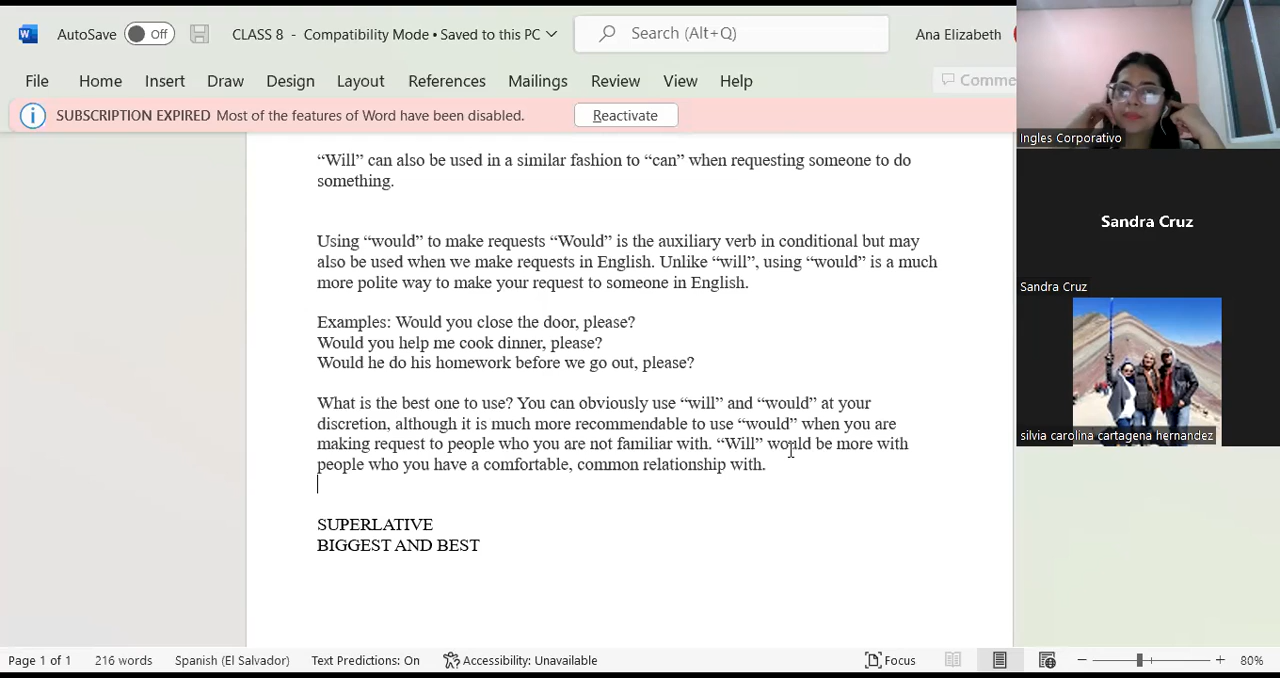 AutoSave Off CLASS 8 - Compatibility Mode • Saved to this PC Search (Alt+Q) Ana Elizabeth
File Home Insert Draw Design Layout References Mailings Review View Help Comme
SUBSCRIPTION EXPIRED Most of the features of Word have been disabled. Reactivate
“Will” can also be used in a similar fashion to “can” when requesting someone to do
something.
Using “would” to make requests “Would” is the auxiliary verb in conditional but may
also be used when we make requests in English. Unlike “will”, using “would” is a much
more polite way to make your request to someone in English.
Examples: Would you close the door, please?
Would you help me cook dinner, please?
Would he do his homework before we go out, please?
What is the best one to use? You can obviously use “will” and “would” at your
discretion, although it is much more recommendable to use “would” when you are
making request to people who you are not familiar with. “Will” would be more with
people who you have a comfortable, common relationship with.
SUPERLATIVE
BIGGEST AND BEST
Page 1 of 1 216 words Spanish (El Salvador) Text Predictions: On Accessibility: Unavailable Focus 80%
Ingles Corporativo
Sandra Cruz
Sandra Cruz
silvia carolina cartagena hernandez